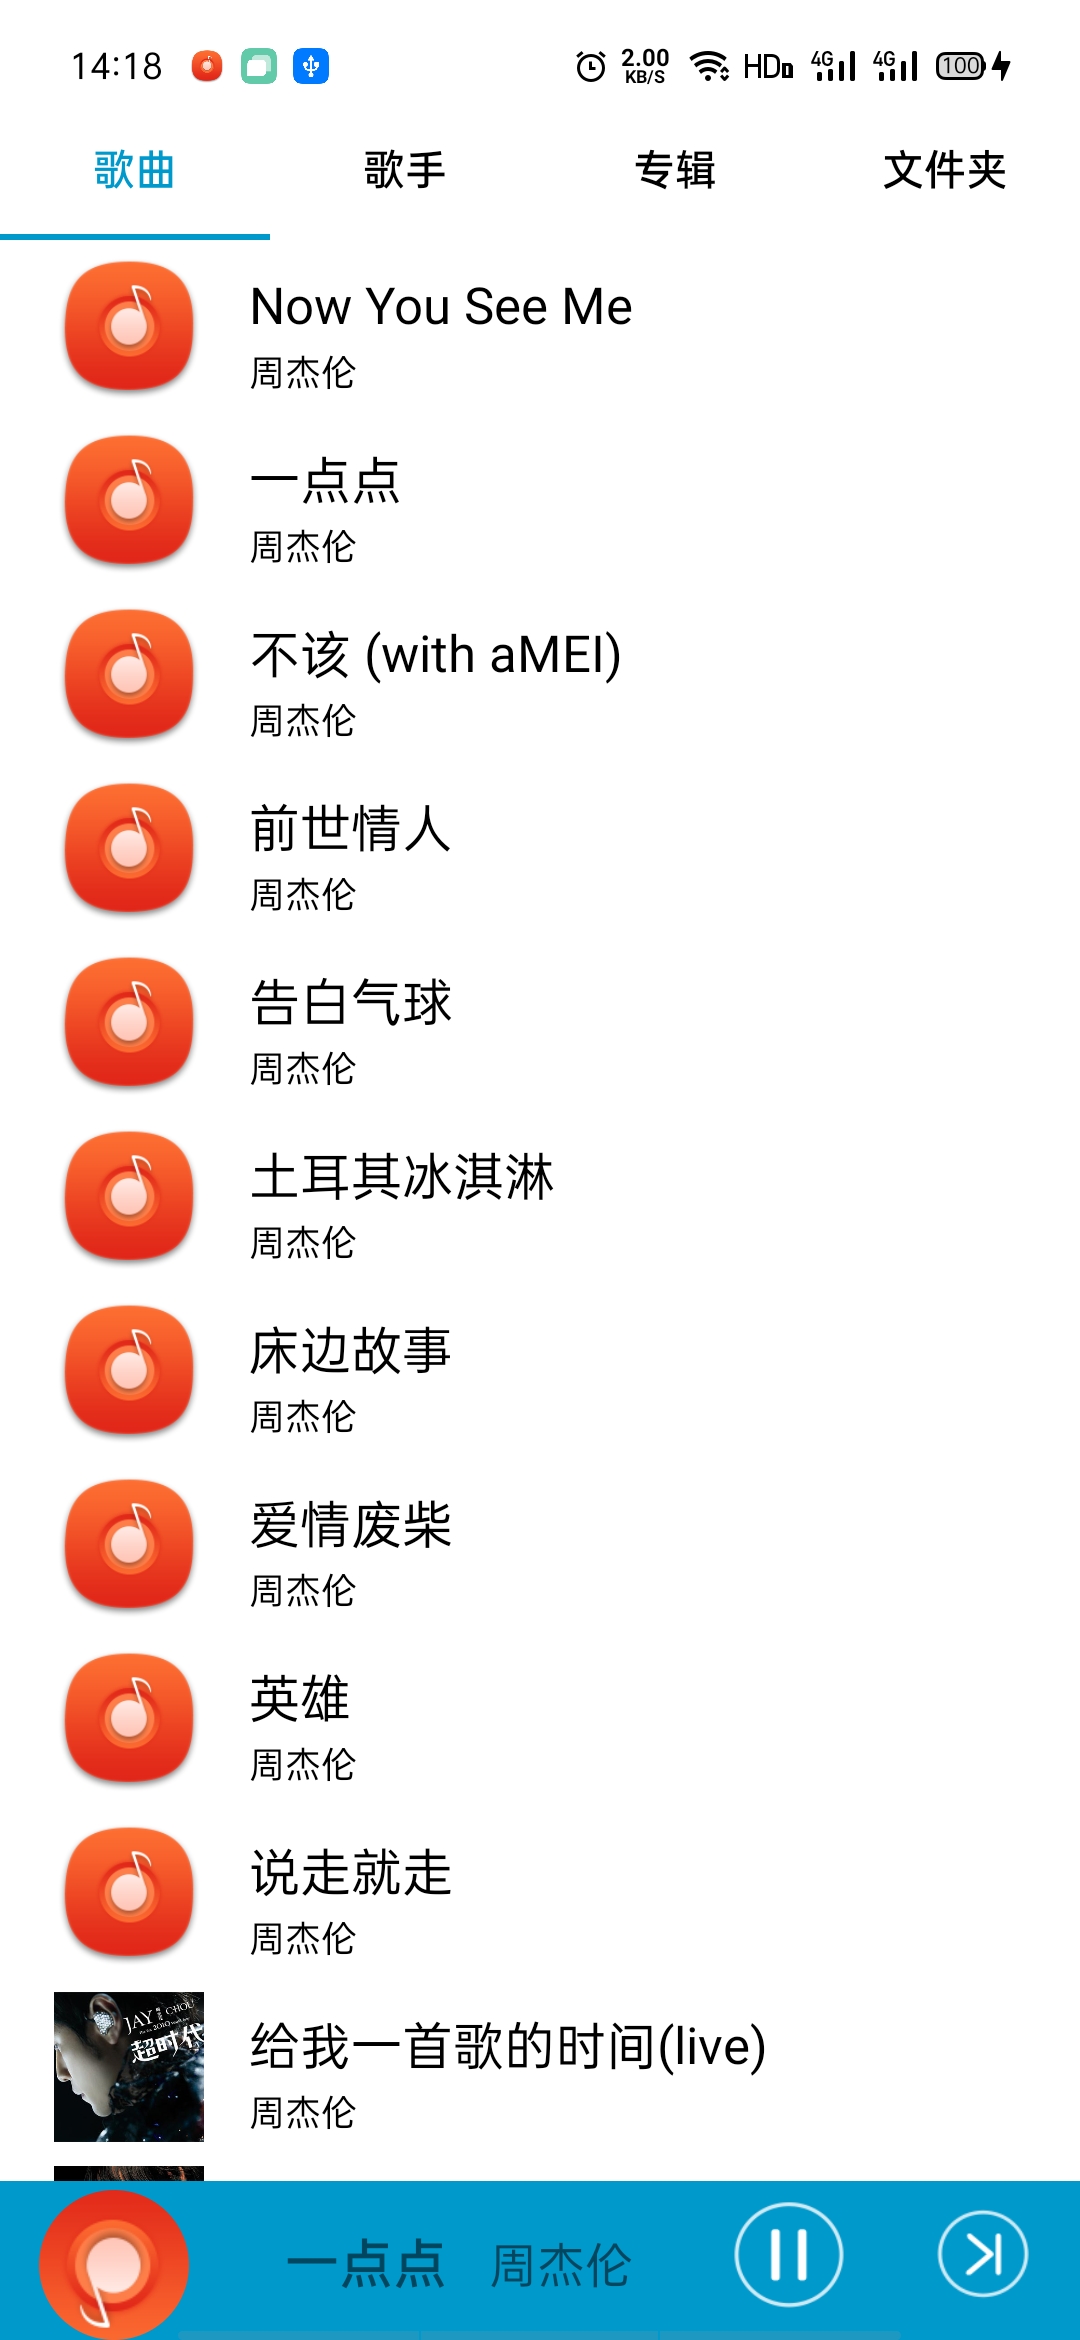 14:18 2.00 KB/S HD 4G 4G 100
歌曲 歌手 专辑 文件夹
Now You See Me
周杰伦
一点点
周杰伦
不该 (with aMEI)
周杰伦
前世情人
周杰伦
告白气球
周杰伦
土耳其冰淇淋
周杰伦
床边故事
周杰伦
爱情废柴
周杰伦
英雄
周杰伦
说走就走
周杰伦
JAY CHOU
超时代
给我一首歌的时间(live)
周杰伦
一点点 周杰伦